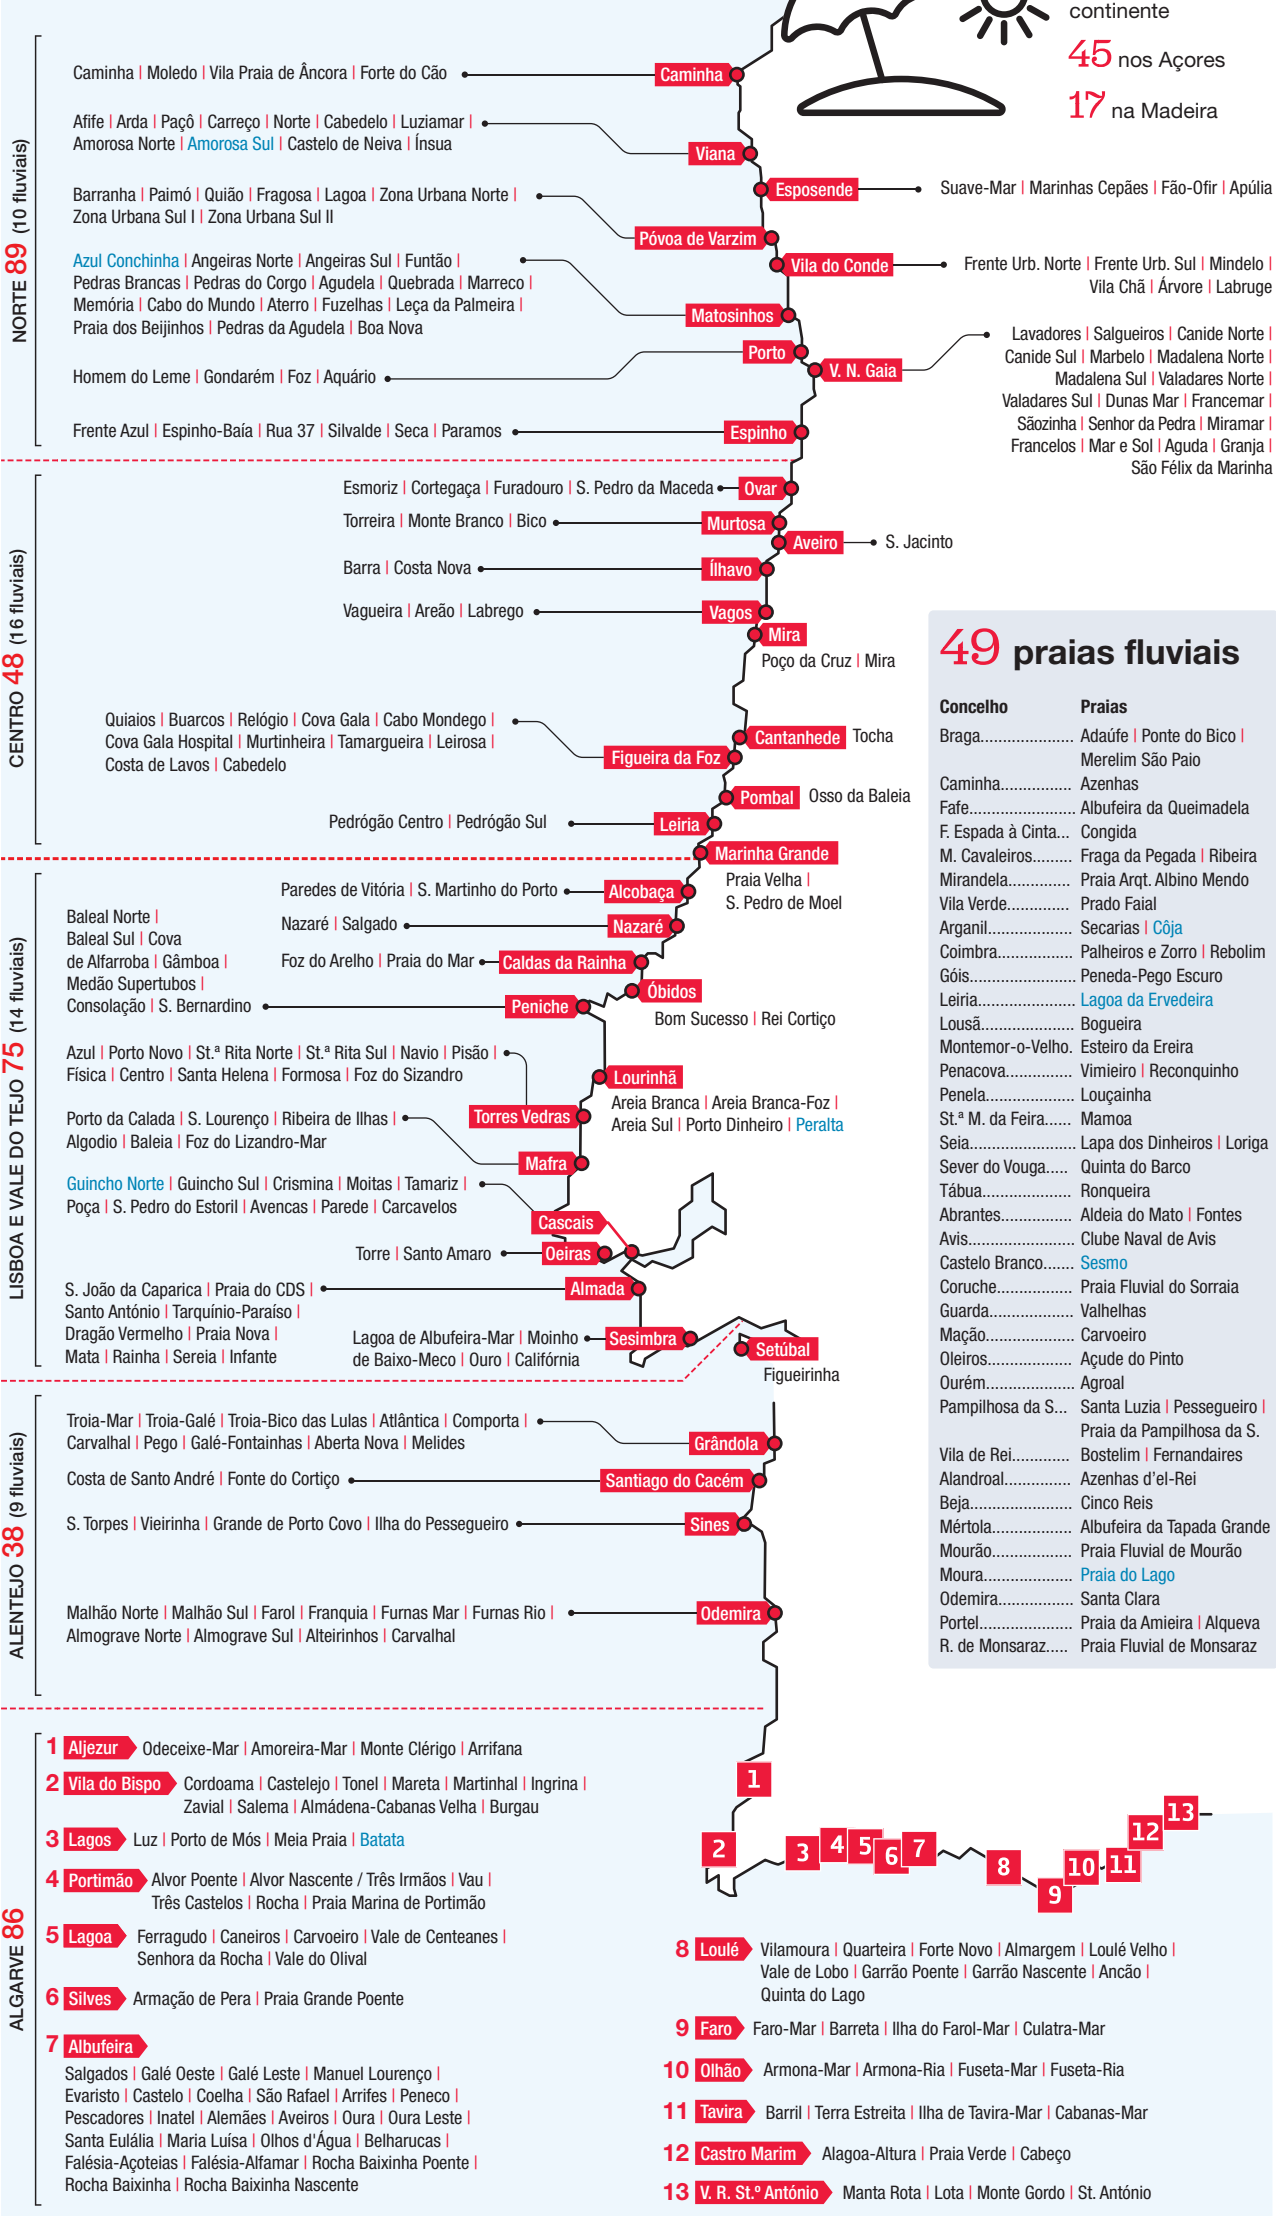 continente
45 nos Açores
17 na Madeira
NORTE 89 (10 fluviais)
Caminha | Moledo | Vila Praia de Âncora | Forte do Cão
Caminha
Afife | Arda | Paçô | Carreço | Norte | Cabedelo | Luziamar |
Amorosa Norte | Amorosa Sul | Castelo de Neiva | Ínsua
Viana
Esposende
Suave-Mar | Marinhas Cepães | Fão-Ofir | Apúlia
Barranha | Paimó | Quião | Fragosa | Lagoa | Zona Urbana Norte |
Zona Urbana Sul I | Zona Urbana Sul II
Póvoa de Varzim
Vila do Conde
Frente Urb. Norte | Frente Urb. Sul | Mindelo |
Vila Chã | Árvore | Labruge
Azul Conchinha | Angeiras Norte | Angeiras Sul | Funtão |
Pedras Brancas | Pedras do Corgo | Agudela | Quebrada | Marreco |
Memória | Cabo do Mundo | Aterro | Fuzelhas | Leça da Palmeira |
Praia dos Beijinhos | Pedras da Agudela | Boa Nova
Matosinhos
Porto
Homem do Leme | Gondarém | Foz | Aquário
V. N. Gaia
Lavadores | Salgueiros | Canide Norte |
Canide Sul | Marbelo | Madalena Norte |
Madalena Sul | Valadares Norte |
Valadares Sul | Dunas Mar | Francemar |
Sãozinha | Senhor da Pedra | Miramar |
Francelos | Mar e Sol | Aguda | Granja |
São Félix da Marinha
Frente Azul | Espinho-Baía | Rua 37 | Silvalde | Seca | Paramos
Espinho
CENTRO 48 (16 fluviais)
Esmoriz | Cortegaça | Furadouro | S. Pedro da Maceda
Ovar
Torreira | Monte Branco | Bico
Murtosa
Aveiro
S. Jacinto
Barra | Costa Nova
Ílhavo
Vagueira | Areão | Labrego
Vagos
Mira
Poço da Cruz | Mira
Quiaios | Buarcos | Relógio | Cova Gala | Cabo Mondego |
Cova Gala Hospital | Murtinheira | Tamargueira | Leirosa |
Costa de Lavos | Cabedelo
Cantanhede
Tocha
Figueira da Foz
Pombal
Osso da Baleia
Pedrógão Centro | Pedrógão Sul
Leiria
Marinha Grande
Praia Velha |
S. Pedro de Moel
LISBOA E VALE DO TEJO 75 (14 fluviais)
Paredes de Vitória | S. Martinho do Porto
Alcobaça
Nazaré | Salgado
Nazaré
Foz do Arelho | Praia do Mar
Caldas da Rainha
Óbidos
Bom Sucesso | Rei Cortiço
Baleal Norte |
Baleal Sul | Cova
de Alfarroba | Gâmboa |
Medão Supertubos |
Consolação | S. Bernardino
Peniche
Azul | Porto Novo | St.ª Rita Norte | St.ª Rita Sul | Navio | Pisão |
Física | Centro | Santa Helena | Formosa | Foz do Sizandro
Lourinhã
Areia Branca | Areia Branca-Foz |
Areia Sul | Porto Dinheiro | Peralta
Torres Vedras
Porto da Calada | S. Lourenço | Ribeira de Ilhas |
Algodio | Baleia | Foz do Lizandro-Mar
Mafra
Guincho Norte | Guincho Sul | Crismina | Moitas | Tamariz |
Poça | S. Pedro do Estoril | Avencas | Parede | Carcavelos
Cascais
Torre | Santo Amaro
Oeiras
S. João da Caparica | Praia do CDS |
Santo António | Tarquínio-Paraíso |
Dragão Vermelho | Praia Nova |
Mata | Rainha | Sereia | Infante
Almada
Lagoa de Albufeira-Mar | Moinho
de Baixo-Meco | Ouro | Califórnia
Sesimbra
Setúbal
Figueirinha
ALENTEJO 38 (9 fluviais)
Troia-Mar | Troia-Galé | Troia-Bico das Lulas | Atlântica | Comporta |
Carvalhal | Pego | Galé-Fontainhas | Aberta Nova | Melides
Grândola
Costa de Santo André | Fonte do Cortiço
Santiago do Cacém
S. Torpes | Vieirinha | Grande de Porto Covo | Ilha do Pessegueiro
Sines
Malhão Norte | Malhão Sul | Farol | Franquia | Furnas Mar | Furnas Rio |
Almograve Norte | Almograve Sul | Alteirinhos | Carvalhal
Odemira
49 praias fluviais
Concelho Praias
Braga.................... Adaúfe | Ponte do Bico |
Merelim São Paio
Caminha................ Azenhas
Fafe....................... Albufeira da Queimadela
F. Espada à Cinta... Congida
M. Cavaleiros......... Fraga da Pegada | Ribeira
Mirandela.............. Praia Arqt. Albino Mendo
Vila Verde.............. Prado Faial
Arganil................... Secarias | Côja
Coimbra................. Palheiros e Zorro | Rebolim
Góis........................ Peneda-Pego Escuro
Leiria...................... Lagoa da Ervedeira
Lousã..................... Bogueira
Montemor-o-Velho. Esteiro da Ereira
Penacova............... Vimieiro | Reconquinho
Penela.................... Louçainha
St.ª M. da Feira...... Mamoa
Seia........................ Lapa dos Dinheiros | Loriga
Sever do Vouga..... Quinta do Barco
Tábua.................... Ronqueira
Abrantes................ Aldeia do Mato | Fontes
Avis........................ Clube Naval de Avis
Castelo Branco....... Sesmo
Coruche................. Praia Fluvial do Sorraia
Guarda................... Valhelhas
Mação.................... Carvoeiro
Oleiros................... Açude do Pinto
Ourém.................... Agroal
Pampilhosa da S... Santa Luzia | Pessegueiro |
Praia da Pampilhosa da S.
Vila de Rei............. Bostelim | Fernandaires
Alandroal............... Azenhas d'el-Rei
Beja....................... Cinco Reis
Mértola.................. Albufeira da Tapada Grande
Mourão.................. Praia Fluvial de Mourão
Moura.................... Praia do Lago
Odemira................. Santa Clara
Portel..................... Praia da Amieira | Alqueva
R. de Monsaraz..... Praia Fluvial de Monsaraz
ALGARVE 86
1 Aljezur Odeceixe-Mar | Amoreira-Mar | Monte Clérigo | Arrifana
2 Vila do Bispo Cordoama | Castelejo | Tonel | Mareta | Martinhal | Ingrina |
Zavial | Salema | Almádena-Cabanas Velha | Burgau
3 Lagos Luz | Porto de Mós | Meia Praia | Batata
4 Portimão Alvor Poente | Alvor Nascente / Três Irmãos | Vau |
Três Castelos | Rocha | Praia Marina de Portimão
5 Lagoa Ferragudo | Caneiros | Carvoeiro | Vale de Centeanes |
Senhora da Rocha | Vale do Olival
6 Silves Armação de Pera | Praia Grande Poente
7 Albufeira
Salgados | Galé Oeste | Galé Leste | Manuel Lourenço |
Evaristo | Castelo | Coelha | São Rafael | Arrifes | Peneco |
Pescadores | Inatel | Alemães | Aveiros | Oura | Oura Leste |
Santa Eulália | Maria Luísa | Olhos d'Água | Belharucas |
Falésia-Açoteias | Falésia-Alfamar | Rocha Baixinha Poente |
Rocha Baixinha | Rocha Baixinha Nascente
1
2
3
4
5
6
7
8
9
10
11
12
13
8 Loulé Vilamoura | Quarteira | Forte Novo | Almargem | Loulé Velho |
Vale de Lobo | Garrão Poente | Garrão Nascente | Ancão |
Quinta do Lago
9 Faro Faro-Mar | Barreta | Ilha do Farol-Mar | Culatra-Mar
10 Olhão Armona-Mar | Armona-Ria | Fuseta-Mar | Fuseta-Ria
11 Tavira Barril | Terra Estreita | Ilha de Tavira-Mar | Cabanas-Mar
12 Castro Marim Alagoa-Altura | Praia Verde | Cabeço
13 V. R. St.º António Manta Rota | Lota | Monte Gordo | St. António